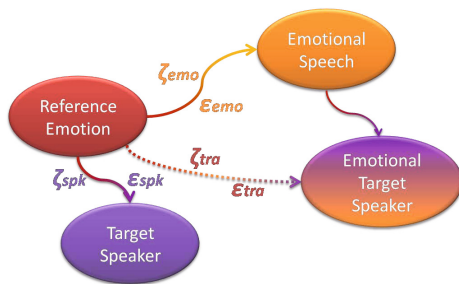 Emotional
Speech
ζemo
εemo
Reference
Emotion
ζtra
εtra
Emotional
Target
Speaker
ζspk
εspk
Target
Speaker